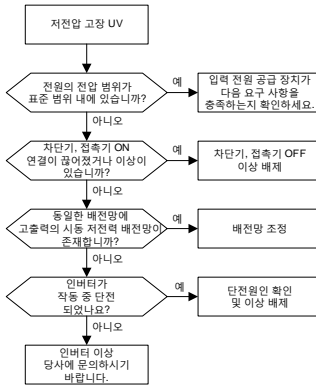 저전압 고장 UV
전원의 전압 범위가
표준 범위 내에 있습니까?
예
입력 전원 공급 장치가
다음 요구 사항을
충족하는지 확인하세요.
아니오
차단기, 접촉기 ON
연결이 끊어졌거나 이상이
있습니까?
예
차단기, 접촉기 OFF
이상 배제
아니오
동일한 배전망에
고출력의 시동 저전력 배전망이
존재합니까?
예
배전망 조정
아니오
인버터가
작동 중 단전
되었나요?
예
단전원인 확인
및 이상 배제
아니오
인버터 이상
당사에 문의하시기
바랍니다.